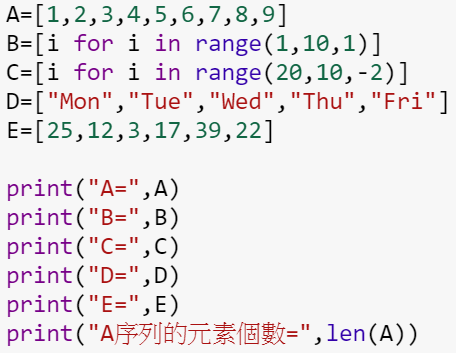 A=[1,2,3,4,5,6,7,8,9]
B=[i for i in range(1,10,1)]
C=[i for i in range(20,10,-2)]
D=["Mon","Tue","Wed","Thu","Fri"]
E=[25,12,3,17,39,22]
print("A=",A)
print("B=",B)
print("C=",C)
print("D=",D)
print("E=",E)
print("A序列的元素個數=",len(A))